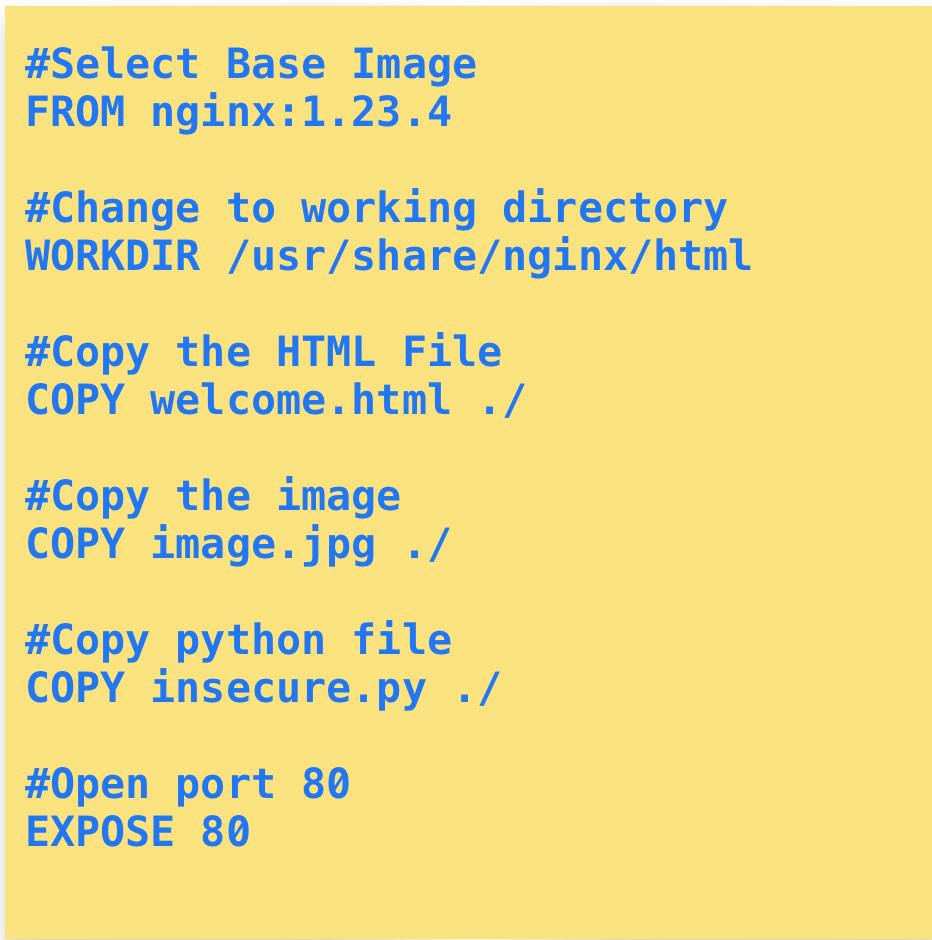 #Select Base Image
FROM nginx:1.23.4
#Change to working directory
WORKDIR /usr/share/nginx/html
#Copy the HTML File
COPY welcome.html ./
#Copy the image
COPY image.jpg ./
#Copy python file
COPY insecure.py ./
#Open port 80
EXPOSE 80